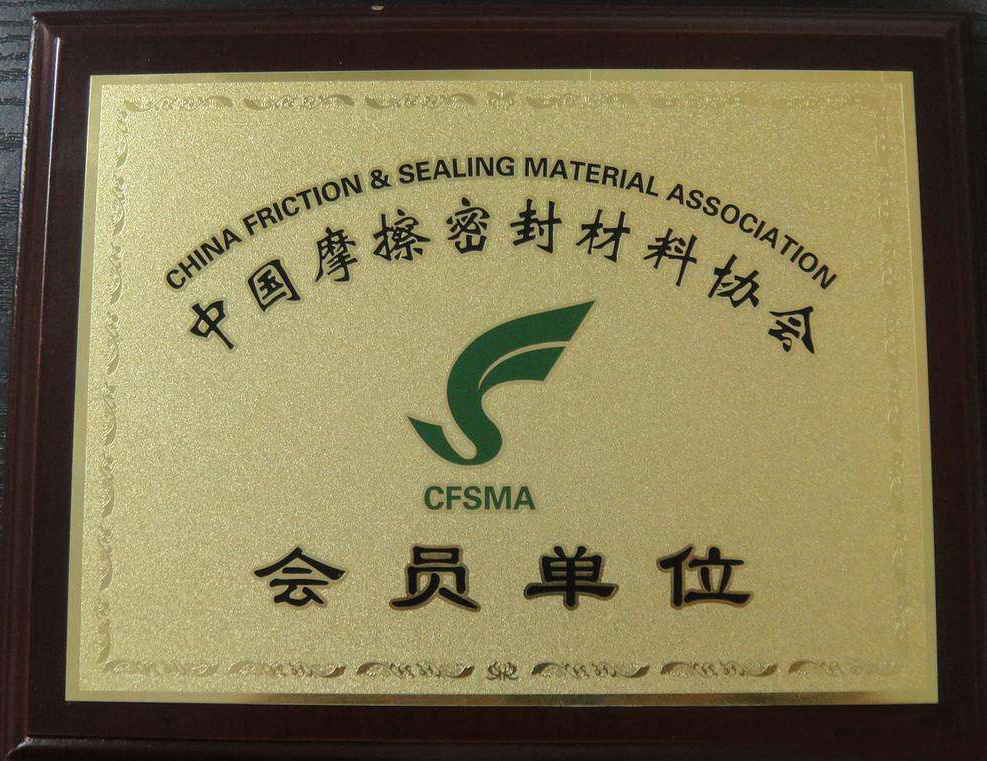 CHINA FRICTION & SEALING MATERIAL ASSOCIATION
中国摩擦密封材料协会
CFSMA
会员单位